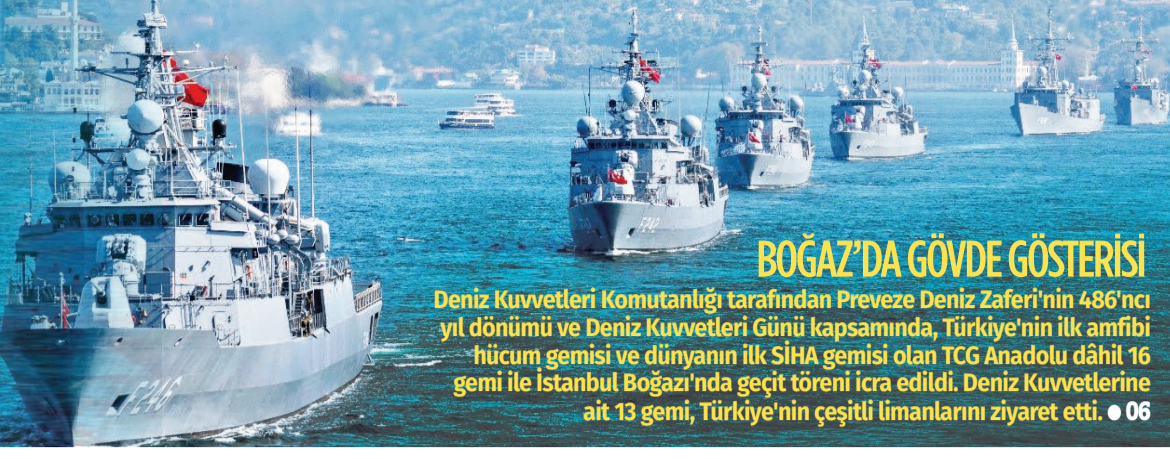 BOĞAZ'DA GÖVDE GÖSTERİSİ
Deniz Kuvvetleri Komutanlığı tarafından Preveze Deniz Zaferi'nin 486'ncı
yıl dönümü ve Deniz Kuvvetleri Günü kapsamında, Türkiye'nin ilk amfibi
hücum gemisi ve dünyanın ilk SİHA gemisi olan TCG Anadolu dâhil 16
gemi ile İstanbul Boğazı'nda geçit töreni icra edildi. Deniz Kuvvetlerine
ait 13 gemi, Türkiye'nin çeşitli limanlarını ziyaret etti. ● 06
F 246
F 242